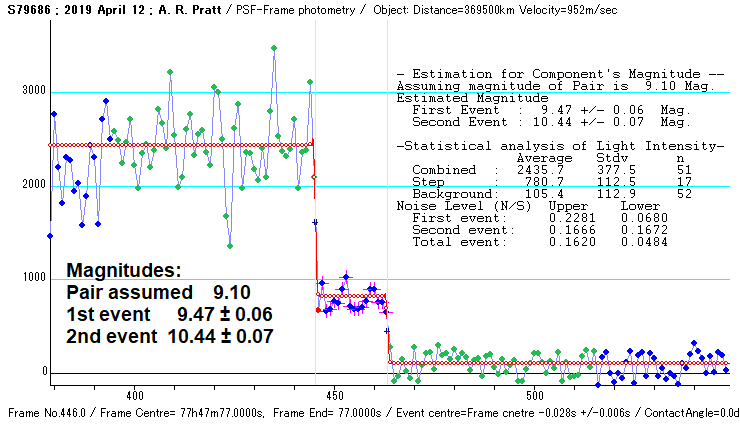 S79686 ; 2019 April 12 ; A. R. Pratt / PSF-Frame photometry / Object: Distance=369500km Velocity=952m/sec
- Estimation for Component's Magnitude --
Assuming magnitude of Pair is 9.10 Mag.
Estimated Magnitude
First Event : 9.47 +/- 0.06 Mag.
Second Event : 10.44 +/- 0.07 Mag.
-Statistical analysis of Light Intensity-
Average Stdv n
Combined : 2435.7 377.5 51
Step : 780.7 112.5 17
Background: 105.4 112.9 52
Noise Level (N/S) Upper Lower
First event: 0.2281 0.0680
Second event: 0.1666 0.1672
Total event: 0.1620 0.0484
3000
2000
1000
0
Magnitudes:
Pair assumed 9.10
1st event 9.47 ± 0.06
2nd event 10.44 ± 0.07
400
450
500
Frame No.446.0 / Frame Centre= 77h47m77.0000s, Frame End= 77.0000s / Event centre=Frame cnetre -0.028s +/-0.006s / ContactAngle=0.0d